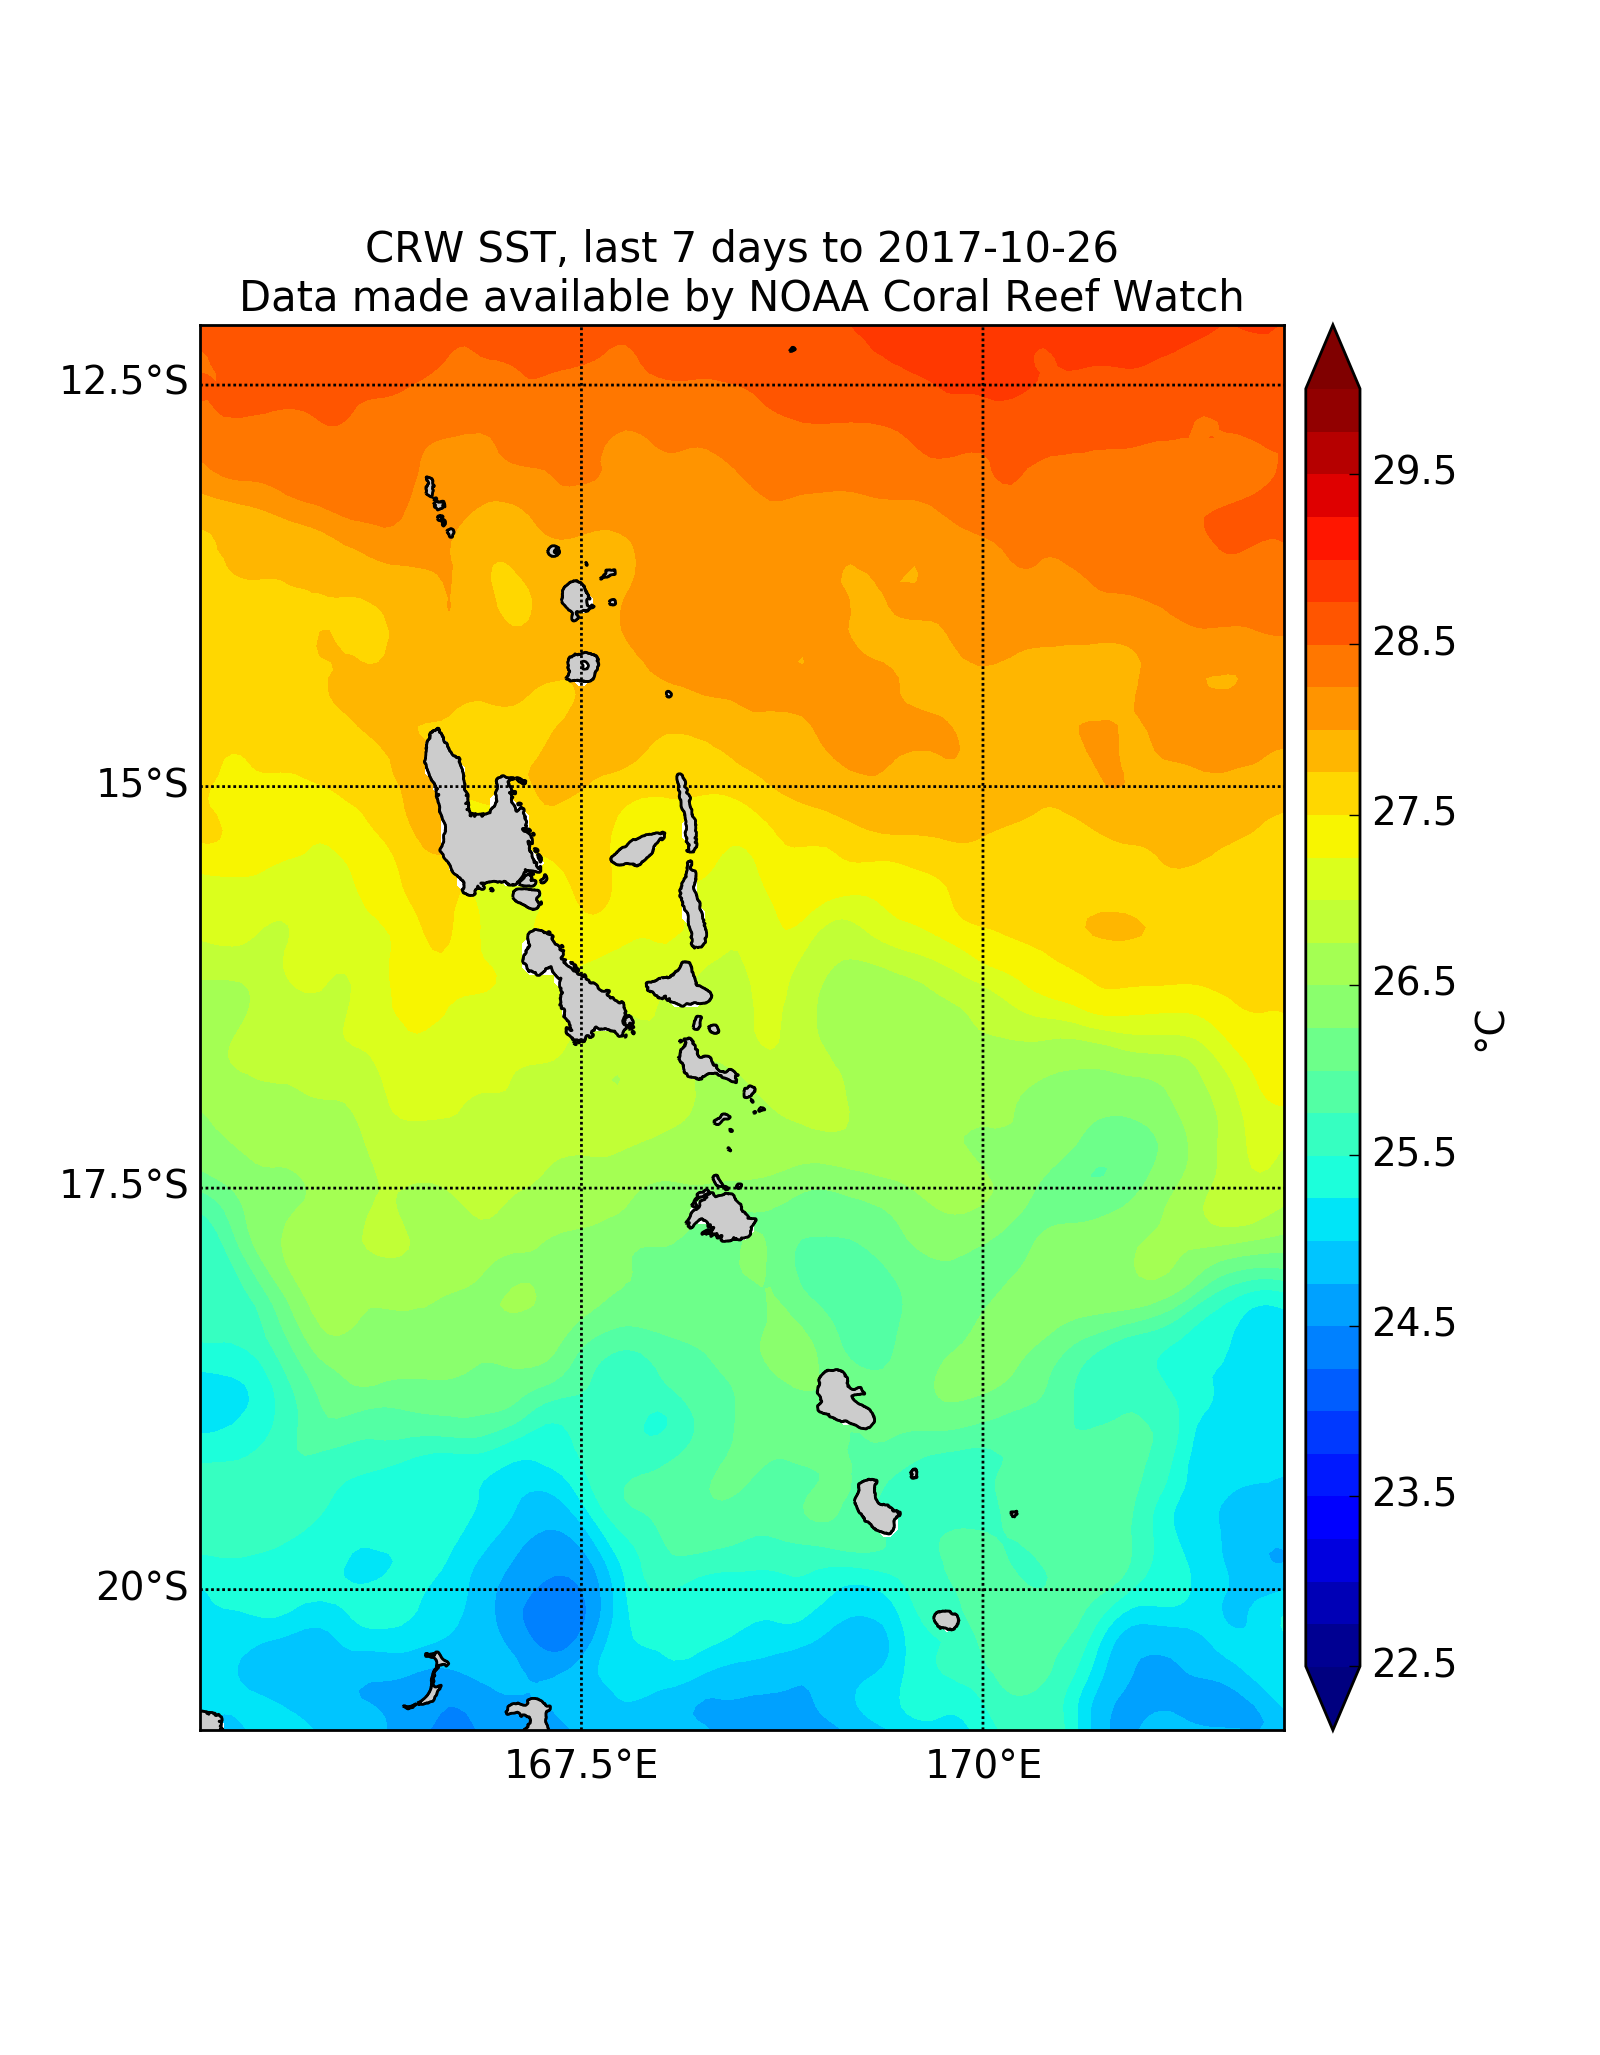 CRW SST, last 7 days to 2017-10-26
Data made available by NOAA Coral Reef Watch
12.5°S
15°S
17.5°S
20°S
167.5°E
170°E
29.5
28.5
27.5
26.5
25.5
24.5
23.5
22.5
°C